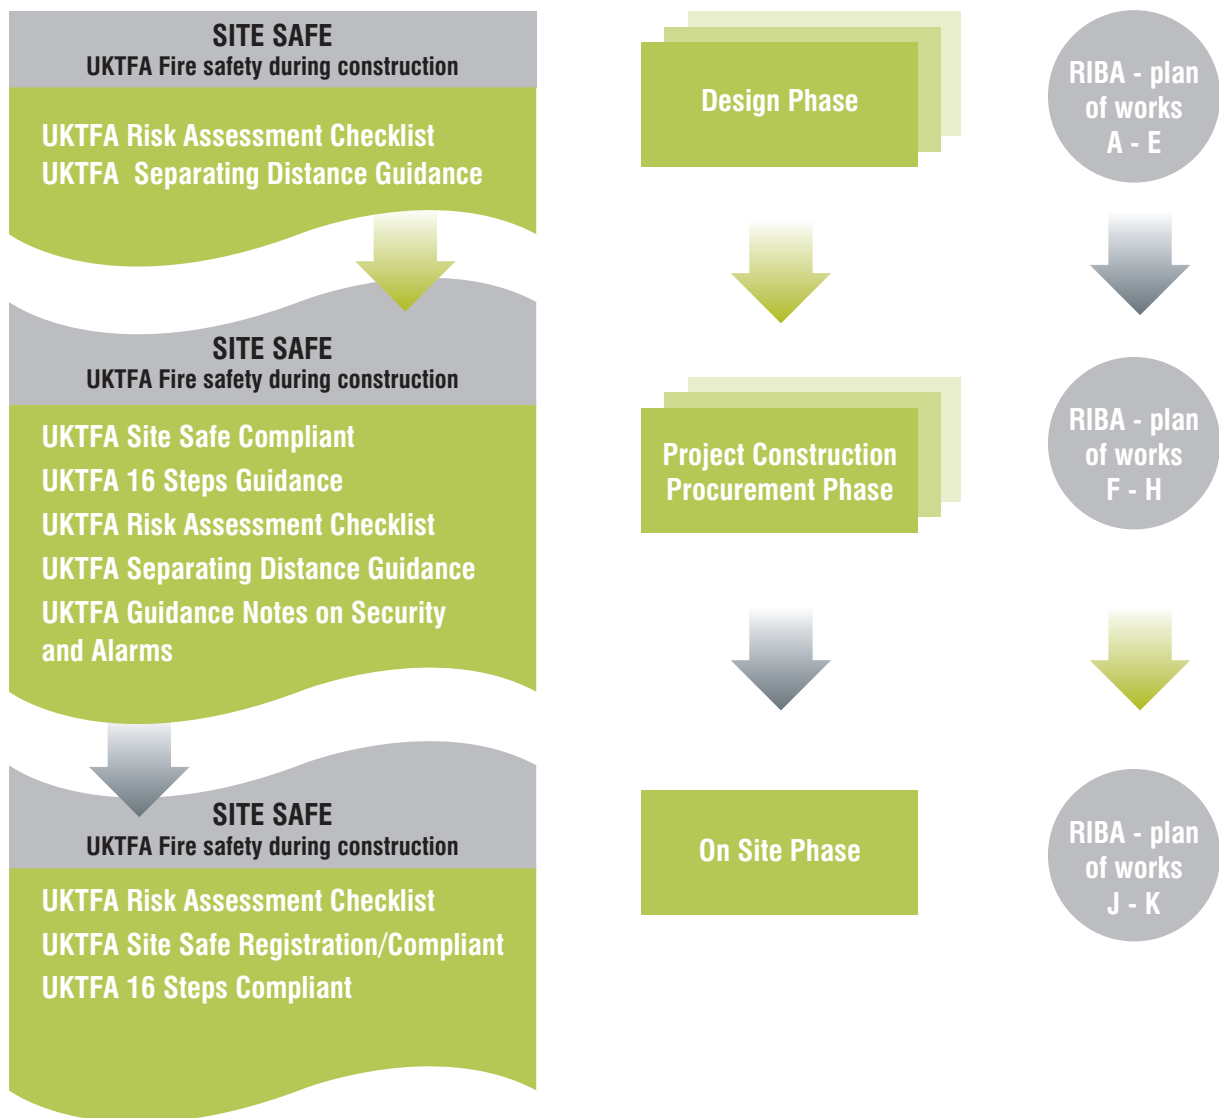 SITE SAFE
UKTFA Fire safety during construction
UKTFA Risk Assessment Checklist
UKTFA Separating Distance Guidance
Design Phase
RIBA - plan
of works
A - E
SITE SAFE
UKTFA Fire safety during construction
UKTFA Site Safe Compliant
UKTFA 16 Steps Guidance
UKTFA Risk Assessment Checklist
UKTFA Separating Distance Guidance
UKTFA Guidance Notes on Security
and Alarms
Project Construction
Procurement Phase
RIBA - plan
of works
F - H
SITE SAFE
UKTFA Fire safety during construction
UKTFA Risk Assessment Checklist
UKTFA Site Safe Registration/Compliant
UKTFA 16 Steps Compliant
On Site Phase
RIBA - plan
of works
J - K